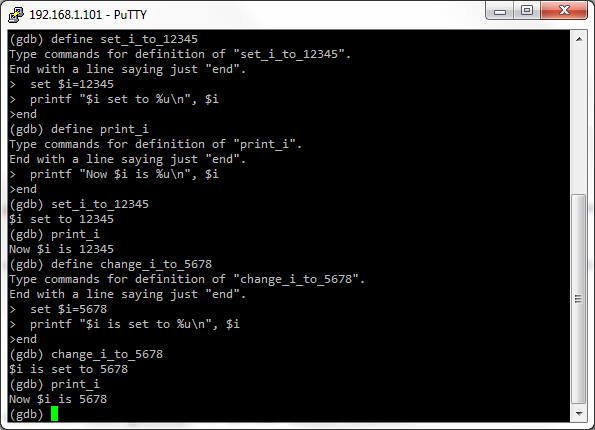 192.168.1.101 - PuTTY
(gdb) define set_i_to_12345
Type commands for definition of "set_i_to_12345".
End with a line saying just "end".
>  set $i=12345
>  printf "$i set to %u\n", $i
>end
(gdb) define print_i
Type commands for definition of "print_i".
End with a line saying just "end".
>  printf "Now $i is %u\n", $i
>end
(gdb) set_i_to_12345
$i set to 12345
(gdb) print_i
Now $i is 12345
(gdb) define change_i_to_5678
Type commands for definition of "change_i_to_5678".
End with a line saying just "end".
>  set $i=5678
>  printf "$i is set to %u\n", $i
>end
(gdb) change_i_to_5678
$i is set to 5678
(gdb) print_i
Now $i is 5678
(gdb)